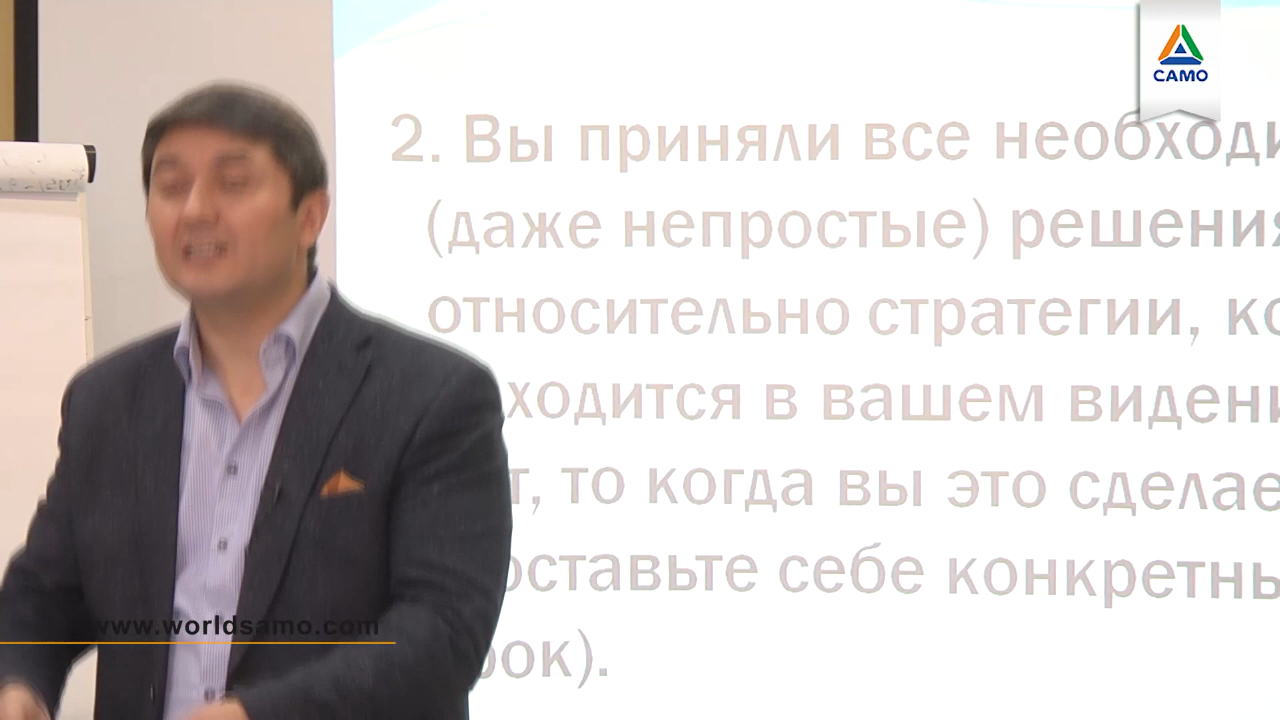 САМО
2. Вы приняли все необходи
(даже непростые) решения
относительно стратегии, ко
ходится в вашем видени
т, то когда вы это сделае
оставьте себе конкретны
рок).
www.worldsamo.com